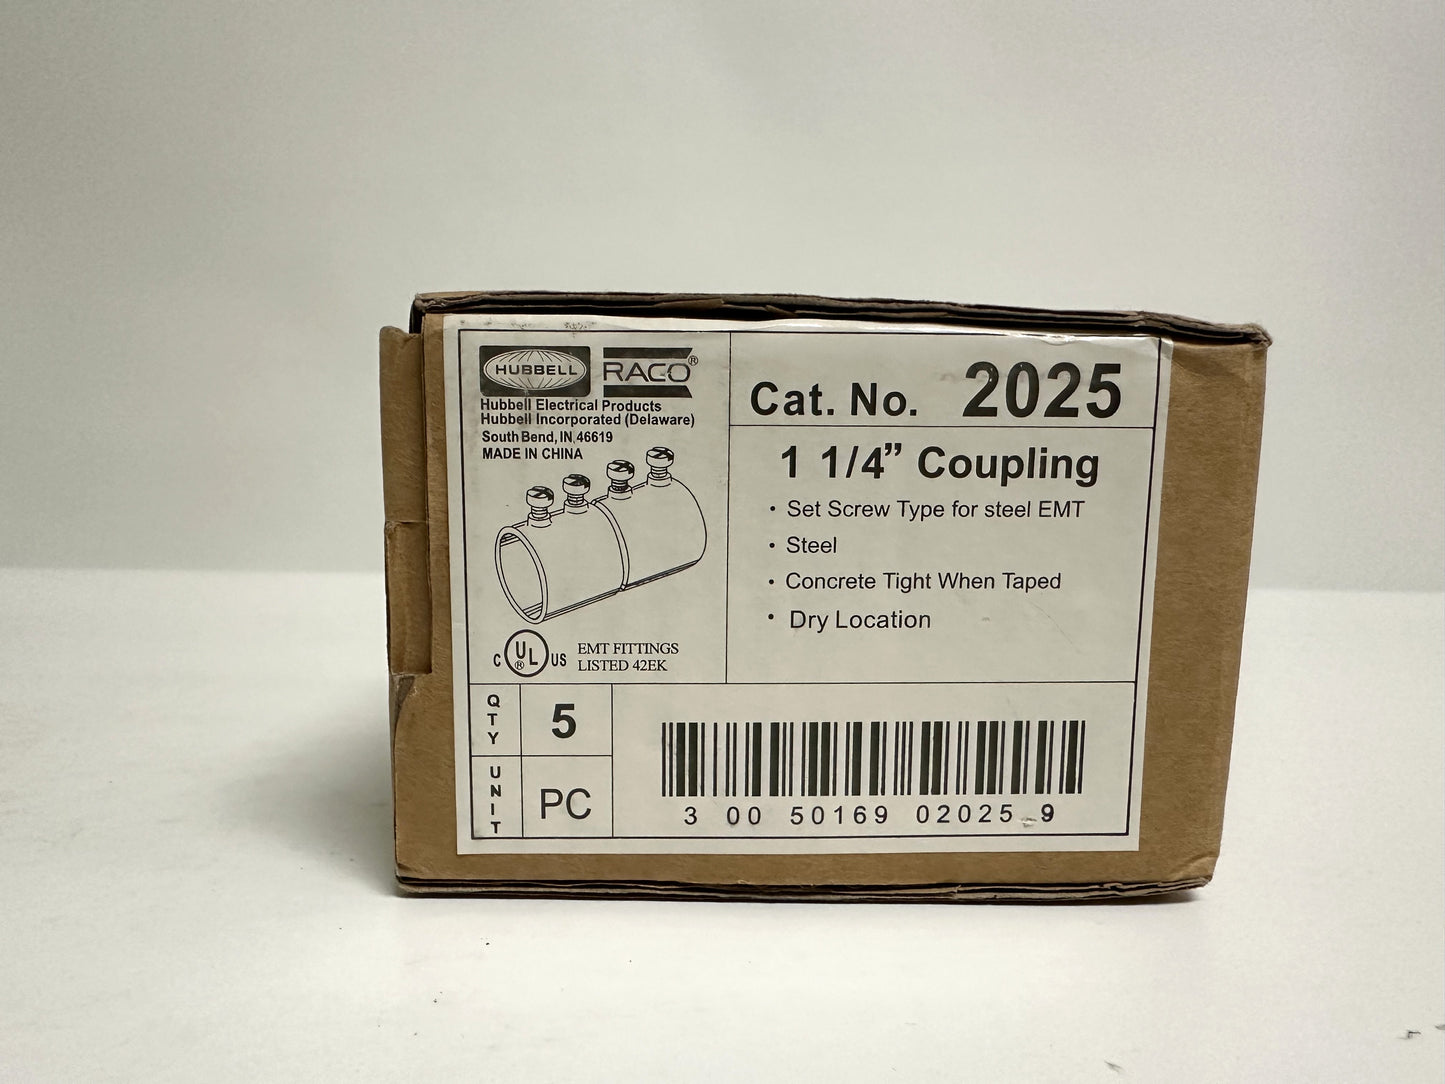 HUBBELL RACO®
Hubbell Electrical Products
Hubbell Incorporated (Delaware)
South Bend, IN, 46619
MADE IN CHINA
C UL® US
EMT FITTINGS
LISTED 42EK
Cat. No. 2025
1 1/4” Coupling
• Set Screw Type for steel EMT
• Steel
• Concrete Tight When Taped
• Dry Location
QTY 5
UNIT PC
3 00 50169 02025 9